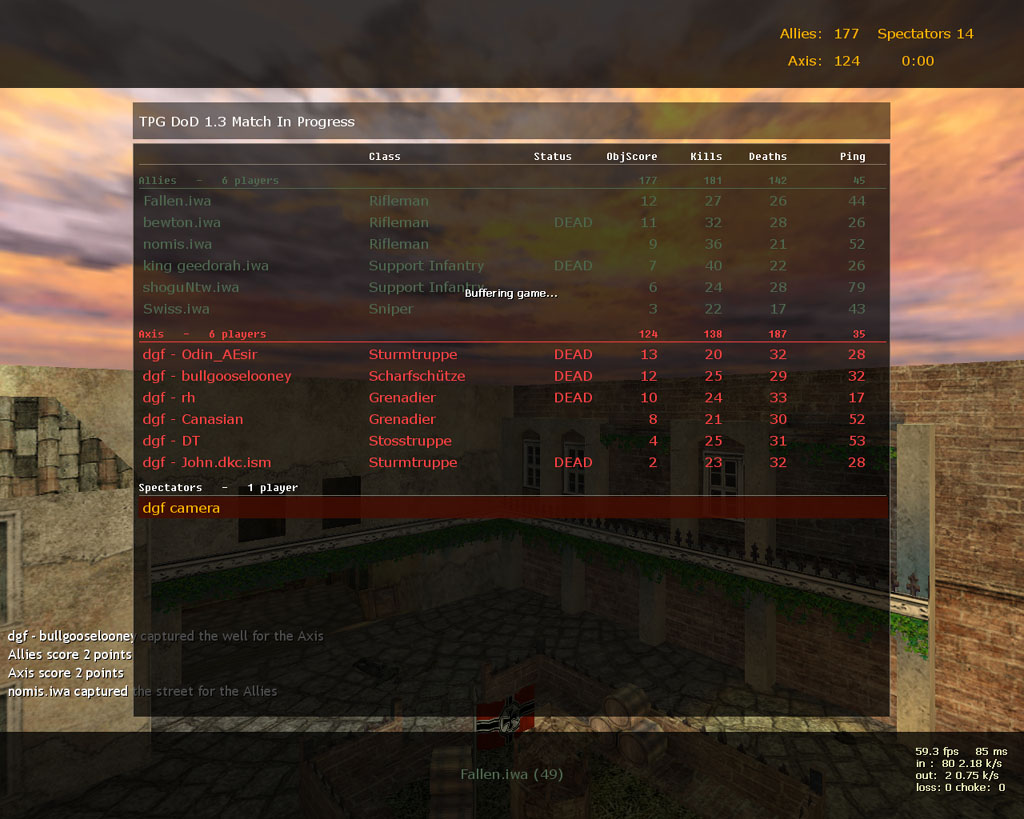 Allies: 177 Spectators 14
Axis: 124 0:00
TPG DoD 1.3 Match In Progress
Class Status ObjScore Kills Deaths Ping
Allies - 6 players 177 181 142 45
Fallen.iwa Rifleman 12 27 26 44
bewton.iwa Rifleman DEAD 11 32 28 26
nomis.iwa Rifleman 9 36 21 52
king geedorah.iwa Support Infantry DEAD 7 40 22 26
shoguNtw.iwa Support Infantry 6 24 28 79
Buffering game...
Swiss.iwa Sniper 3 22 17 43
Axis - 6 players 124 138 187 35
dgf - Odin_AEsir Sturmtruppe DEAD 13 20 32 28
dgf - bullgooselooney Scharfschütze DEAD 12 25 29 32
dgf - rh Grenadier DEAD 10 24 33 17
dgf - Canasian Grenadier 8 21 30 52
dgf - DT Stosstruppe 4 25 31 53
dgf - John.dkc.ism Sturmtruppe DEAD 2 23 32 28
Spectators - 1 player
dgf camera
dgf - bullgooselooney captured the well for the Axis
Allies score 2 points
Axis score 2 points
nomis.iwa captured the street for the Allies
Fallen.iwa (49)
59.3 fps 85 ms
in : 80 2.18 k/s
out: 2 0.75 k/s
loss: 0 choke: 0